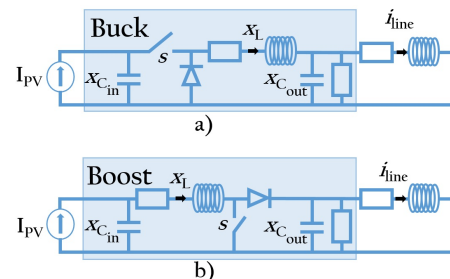 Buck
x_L
i_line
s
I_PV
x_C_in
x_C_out
a)
Boost
x_L
i_line
s
I_PV
x_C_in
x_C_out
b)